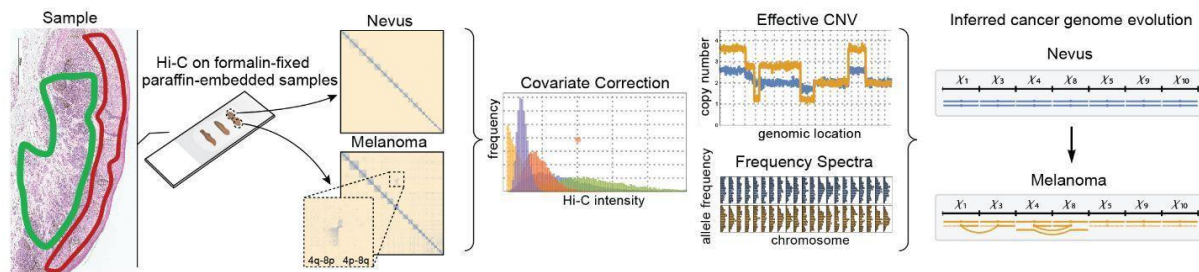 Sample
Hi-C on formalin-fixed
paraffin-embedded samples
Nevus
Melanoma
4q-8p 4p-8q
Covariate Correction
frequency
Hi-C intensity
Effective CNV
copy number
genomic location
Frequency Spectra
allele frequency
chromosome
Inferred cancer genome evolution
Nevus
χ1 χ3 χ4 χ8 χ5 χ9 χ10
Melanoma
χ1 χ3 χ4 χ8 χ5 χ9 χ10